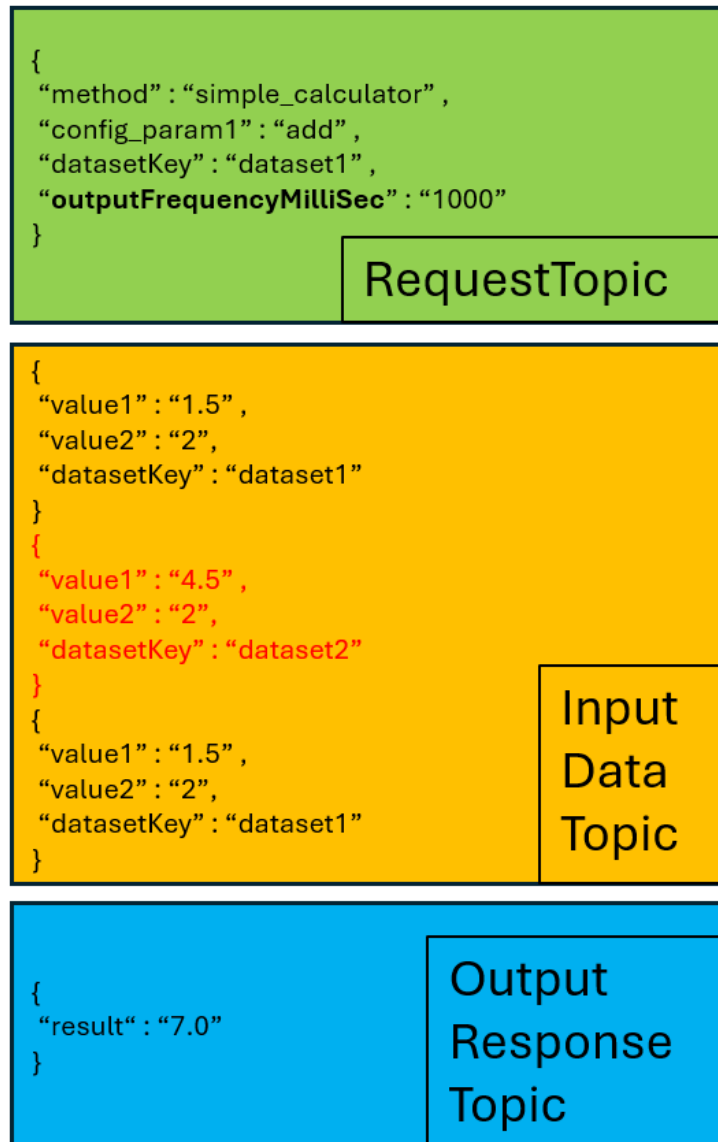 {
“method” : “simple_calculator” ,
“config_param1” : “add” ,
“datasetKey” : “dataset1” ,
“outputFrequencyMilliSec” : “1000”
}
RequestTopic
{
“value1” : “1.5” ,
“value2” : “2”,
“datasetKey” : “dataset1”
}
{
“value1” : “4.5” ,
“value2” : “2”,
“datasetKey” : “dataset2”
}
{
“value1” : “1.5” ,
“value2” : “2”,
“datasetKey” : “dataset1”
}
Input
Data
Topic
{
“result“ : “7.0”
}
Output
Response
Topic